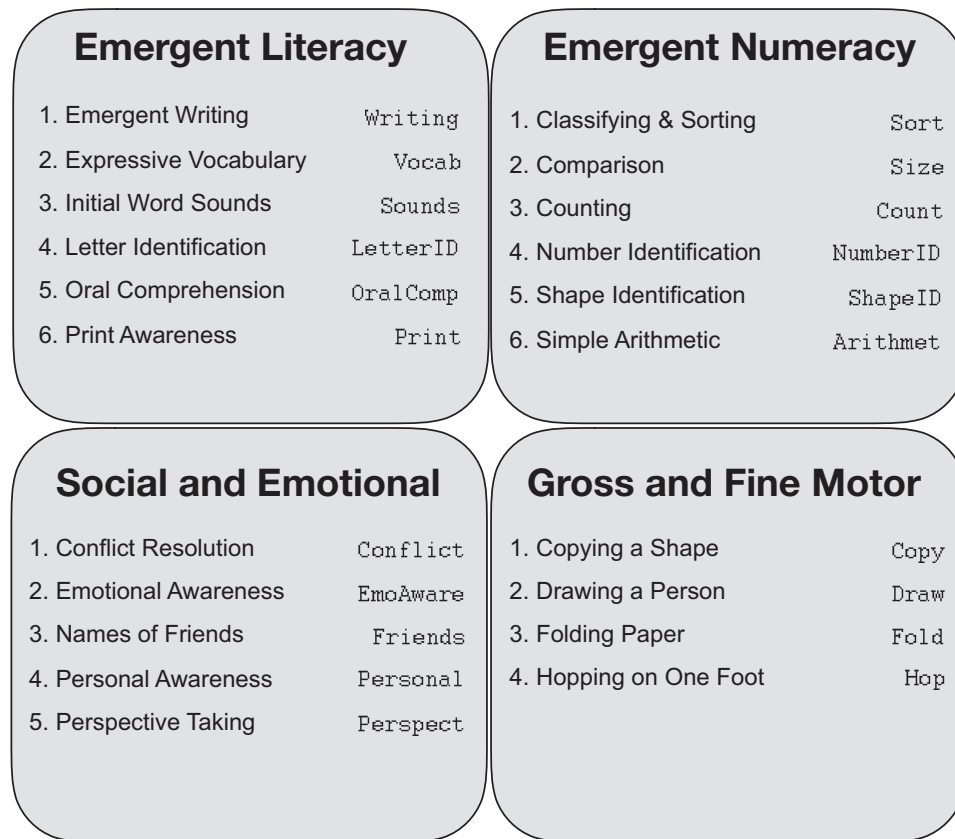 Emergent Literacy
1. Emergent Writing Writing
2. Expressive Vocabulary Vocab
3. Initial Word Sounds Sounds
4. Letter Identification LetterID
5. Oral Comprehension OralComp
6. Print Awareness Print
Emergent Numeracy
1. Classifying & Sorting Sort
2. Comparison Size
3. Counting Count
4. Number Identification NumberID
5. Shape Identification ShapeID
6. Simple Arithmetic Arithmet
Social and Emotional
1. Conflict Resolution Conflict
2. Emotional Awareness EmoAware
3. Names of Friends Friends
4. Personal Awareness Personal
5. Perspective Taking Perspect
Gross and Fine Motor
1. Copying a Shape Copy
2. Drawing a Person Draw
3. Folding Paper Fold
4. Hopping on One Foot Hop